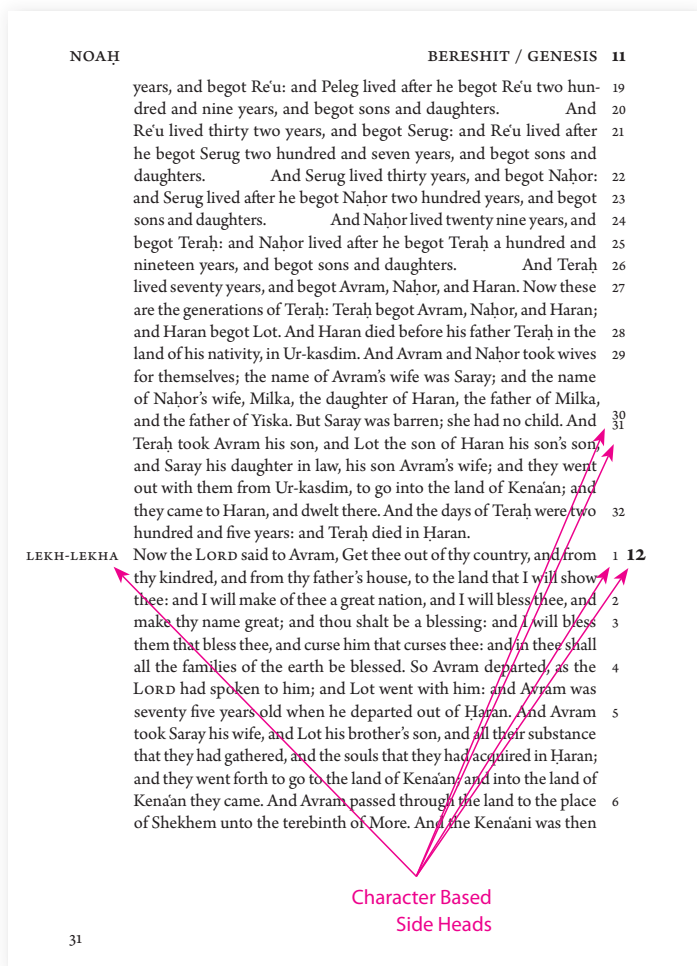 NOAḤ BERESHIT / GENESIS 11
years, and begot Re‘u: and Peleg lived after he begot Re‘u two hun- 19
dred and nine years, and begot sons and daughters. And 20
Re‘u lived thirty two years, and begot Serug: and Re‘u lived after 21
he begot Serug two hundred and seven years, and begot sons and
daughters. And Serug lived thirty years, and begot Naḥor: 22
and Serug lived after he begot Naḥor two hundred years, and begot 23
sons and daughters. And Naḥor lived twenty nine years, and 24
begot Teraḥ: and Naḥor lived after he begot Teraḥ a hundred and 25
nineteen years, and begot sons and daughters. And Teraḥ 26
lived seventy years, and begot Avram, Naḥor, and Haran. Now these 27
are the generations of Teraḥ: Teraḥ begot Avram, Naḥor, and Haran;
and Haran begot Lot. And Haran died before his father Teraḥ in the 28
land of his nativity, in Ur-kasdim. And Avram and Naḥor took wives 29
for themselves; the name of Avram’s wife was Saray; and the name
of Naḥor’s wife, Milka, the daughter of Haran, the father of Milka,
and the father of Yiska. But Saray was barren; she had no child. And 30
31
Teraḥ took Avram his son, and Lot the son of Haran his son’s son,
and Saray his daughter in law, his son Avram’s wife; and they went
out with them from Ur-kasdim, to go into the land of Kena‘an; and
they came to Haran, and dwelt there. And the days of Teraḥ were two 32
hundred and five years: and Teraḥ died in Ḥaran.
LEKH-LEKHA Now the LORD said to Avram, Get thee out of thy country, and from 1 12
thy kindred, and from thy father’s house, to the land that I will show
thee: and I will make of thee a great nation, and I will bless thee, and 2
make thy name great; and thou shalt be a blessing: and I will bless 3
them that bless thee, and curse him that curses thee: and in thee shall
all the families of the earth be blessed. So Avram departed, as the 4
LORD had spoken to him; and Lot went with him: and Avram was
seventy five years old when he departed out of Ḥaran. And Avram 5
took Saray his wife, and Lot his brother’s son, and all their substance
that they had gathered, and the souls that they had acquired in Ḥaran;
and they went forth to go to the land of Kena‘an; and into the land of
Kena‘an they came. And Avram passed through the land to the place 6
of Shekhem unto the terebinth of More. And the Kena‘ani was then
Character Based
Side Heads
31